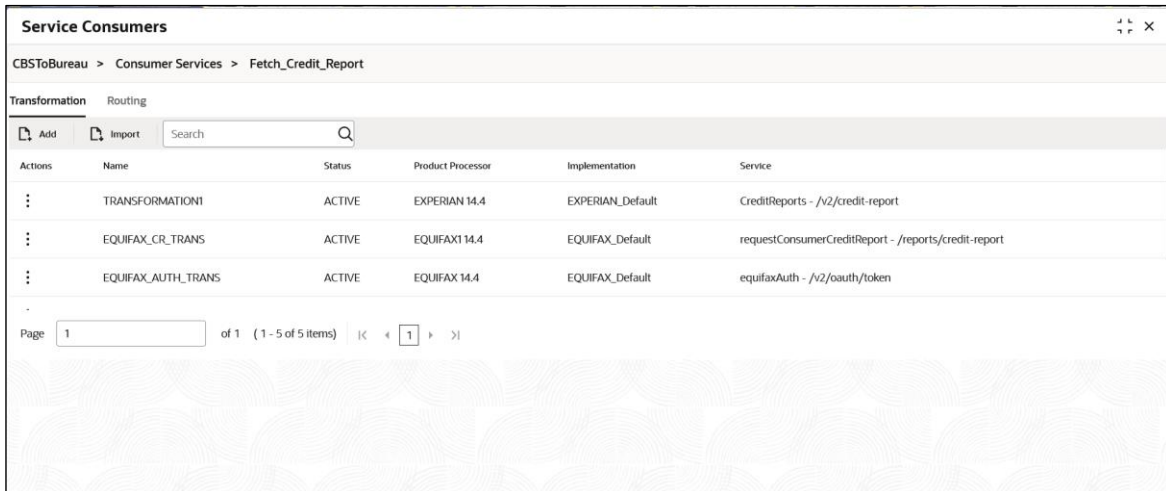 Service Consumers
CBSToBureau > Consumer Services > Fetch_Credit_Report
Transformation Routing
Add Import Search
Actions Name Status Product Processor Implementation Service
TRANSFORMATION1 ACTIVE EXPERIAN 14.4 EXPERIAN_Default CreditReports - /v2/credit-report
EQUIFAX_CR_TRANS ACTIVE EQUIFAX1 14.4 EQUIFAX_Default requestConsumerCreditReport - /reports/credit-report
EQUIFAX_AUTH_TRANS ACTIVE EQUIFAX 14.4 EQUIFAX_Default equifaxAuth - /v2/oauth/token
Page 1 of 1 ( 1 - 5 of 5 items) 1